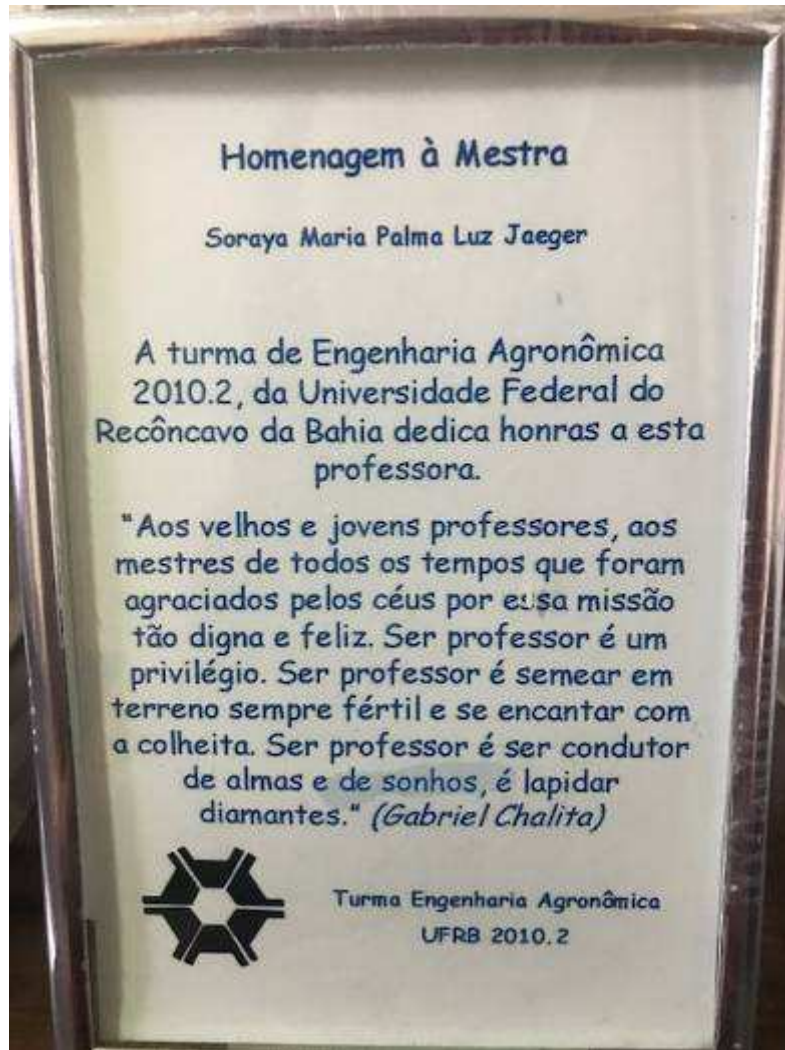 Homenagem à Mestra
Soraya Maria Palma Luz Jaeger
A turma de Engenharia Agronômica
2010.2, da Universidade Federal do
Recôncavo da Bahia dedica honras a esta
professora.
"Aos velhos e jovens professores, aos
mestres de todos os tempos que foram
agraciados pelos céus por essa missão
tão digna e feliz. Ser professor é um
privilégio. Ser professor é semear em
terreno sempre fértil e se encantar com
a colheita. Ser professor é ser condutor
de almas e de sonhos, é lapidar
diamantes." (Gabriel Chalita)
Turma Engenharia Agronômica
UFRB 2010.2